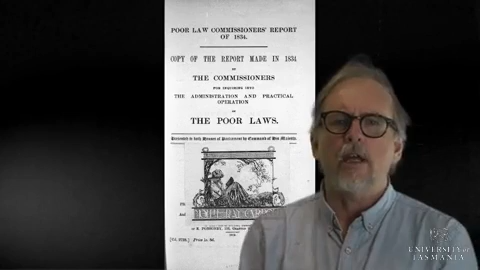 POOR LAW COMMISSIONERS' REPORT
OF 1834.
COPY OF THE REPORT MADE IN 1834
BY
THE COMMISSIONERS
FOR INQUIRING INTO
THE ADMINISTRATION AND PRACTICAL
OPERATION
OF
THE POOR LAWS.
Presented to both Houses of Parliament by Command of His Majesty.
UNIVERSITY of
TASMANIA